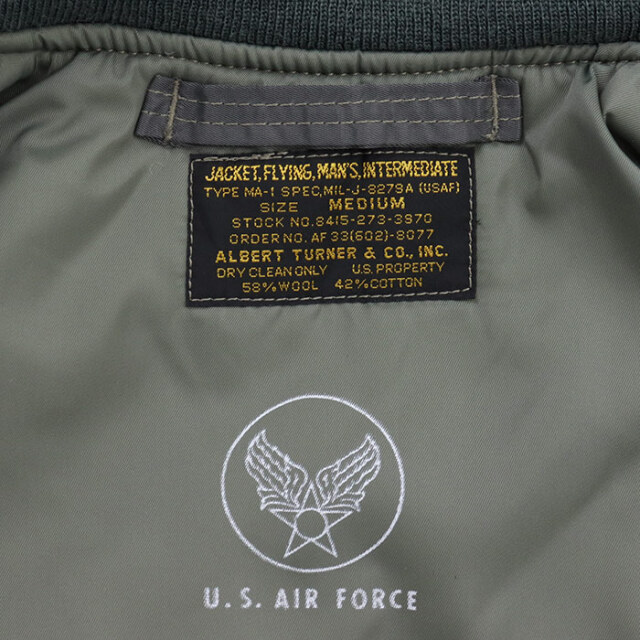 JACKET, FLYING, MAN'S, INTERMEDIATE
TYPE MA-1 SPEC, MIL-J-8279A (USAF)
SIZE MEDIUM
STOCK NO. 8415-273-3970
ORDER NO. AF 33(602)-8077
ALBERT TURNER & CO., INC.
DRY CLEAN ONLY U.S. PROPERTY
58% WOOL 42% COTTON
U.S. AIR FORCE